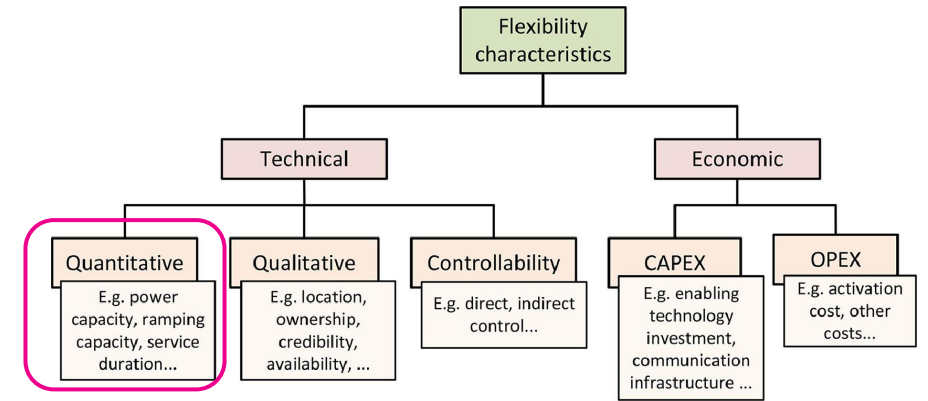 Flexibility
characteristics
Technical
Economic
Quantitative
E.g. power
capacity, ramping
capacity, service
duration...
Qualitative
E.g. location,
ownership,
credibility,
availability, ...
Controllability
E.g. direct, indirect
control...
CAPEX
E.g. enabling
technology
investment,
communication
infrastructure ...
OPEX
E.g. activation
cost, other
costs...